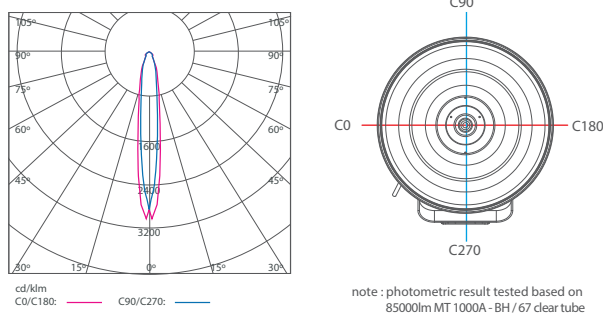 105° 105°
90° 90°
75° 75°
60° 60°
1600
45° 45°
2400
3200
30° 15° 0° 15° 30°
cd/klm
C0/C180: C90/C270:
C90
C0 C180
C270
note : photometric result tested based on
85000lm MT 1000A - BH / 67 clear tube